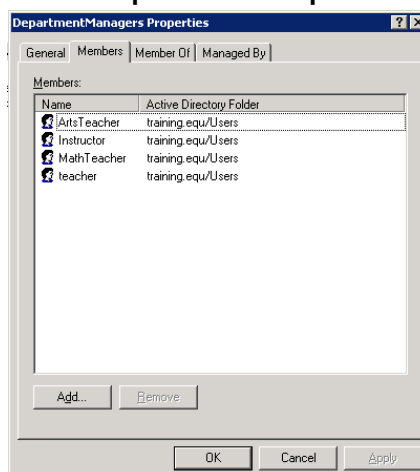 DepartmentManagers Properties
General Members Member Of Managed By
Members:
Name Active Directory Folder
ArtsTeacher training.equ/Users
Instructor training.equ/Users
MathTeacher training.equ/Users
teacher training.equ/Users
Add... Remove
OK Cancel Apply